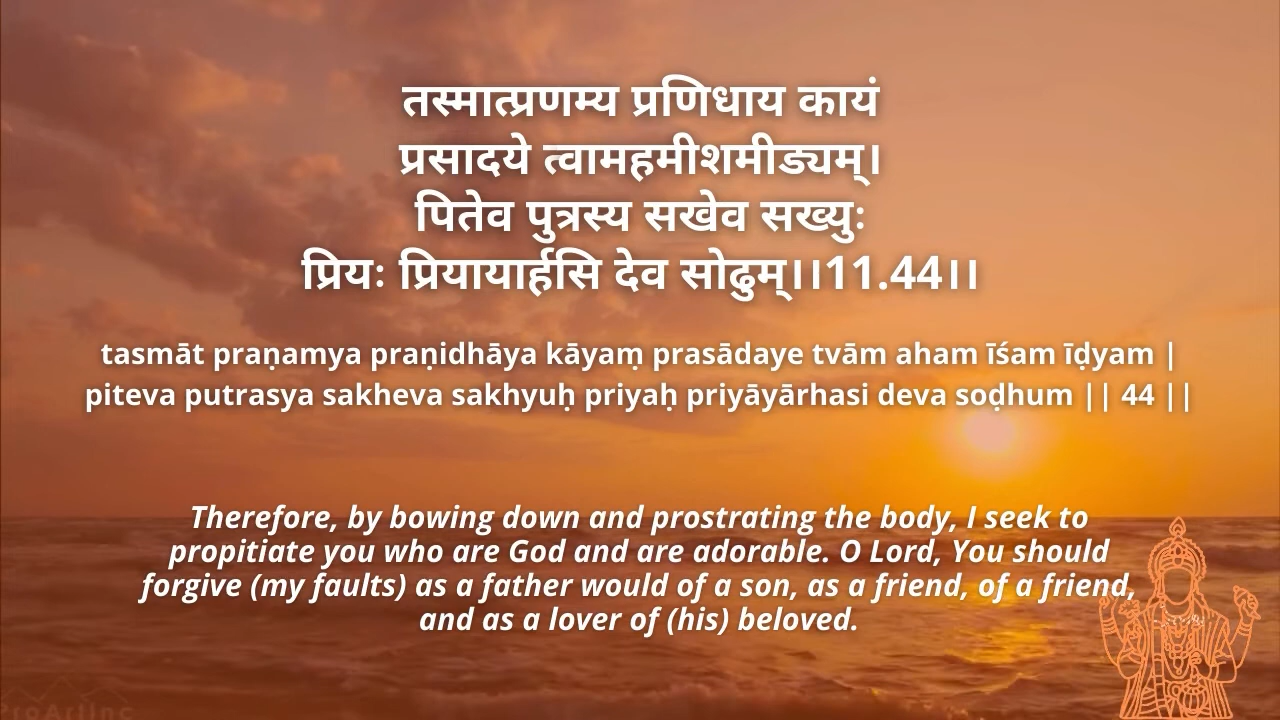 तस्मात्प्रणम्य प्रणिधाय कायं
प्रसादये त्वामहमीशमीड्यम्।
पितेव पुत्रस्य सखेव सख्युः
प्रियः प्रियायार्हसि देव सोढुम्।।11.44।।
tasmāt praṇamya praṇidhāya kāyaṃ prasādaye tvām aham īśam īḍyam |
piteva putrasya sakheva sakhyuḥ priyaḥ priyāyārhasi deva soḍhum || 44 ||
Therefore, by bowing down and prostrating the body, I seek to
propitiate you who are God and are adorable. O Lord, You should
forgive (my faults) as a father would of a son, as a friend, of a friend,
and as a lover of (his) beloved.
ProArtInc